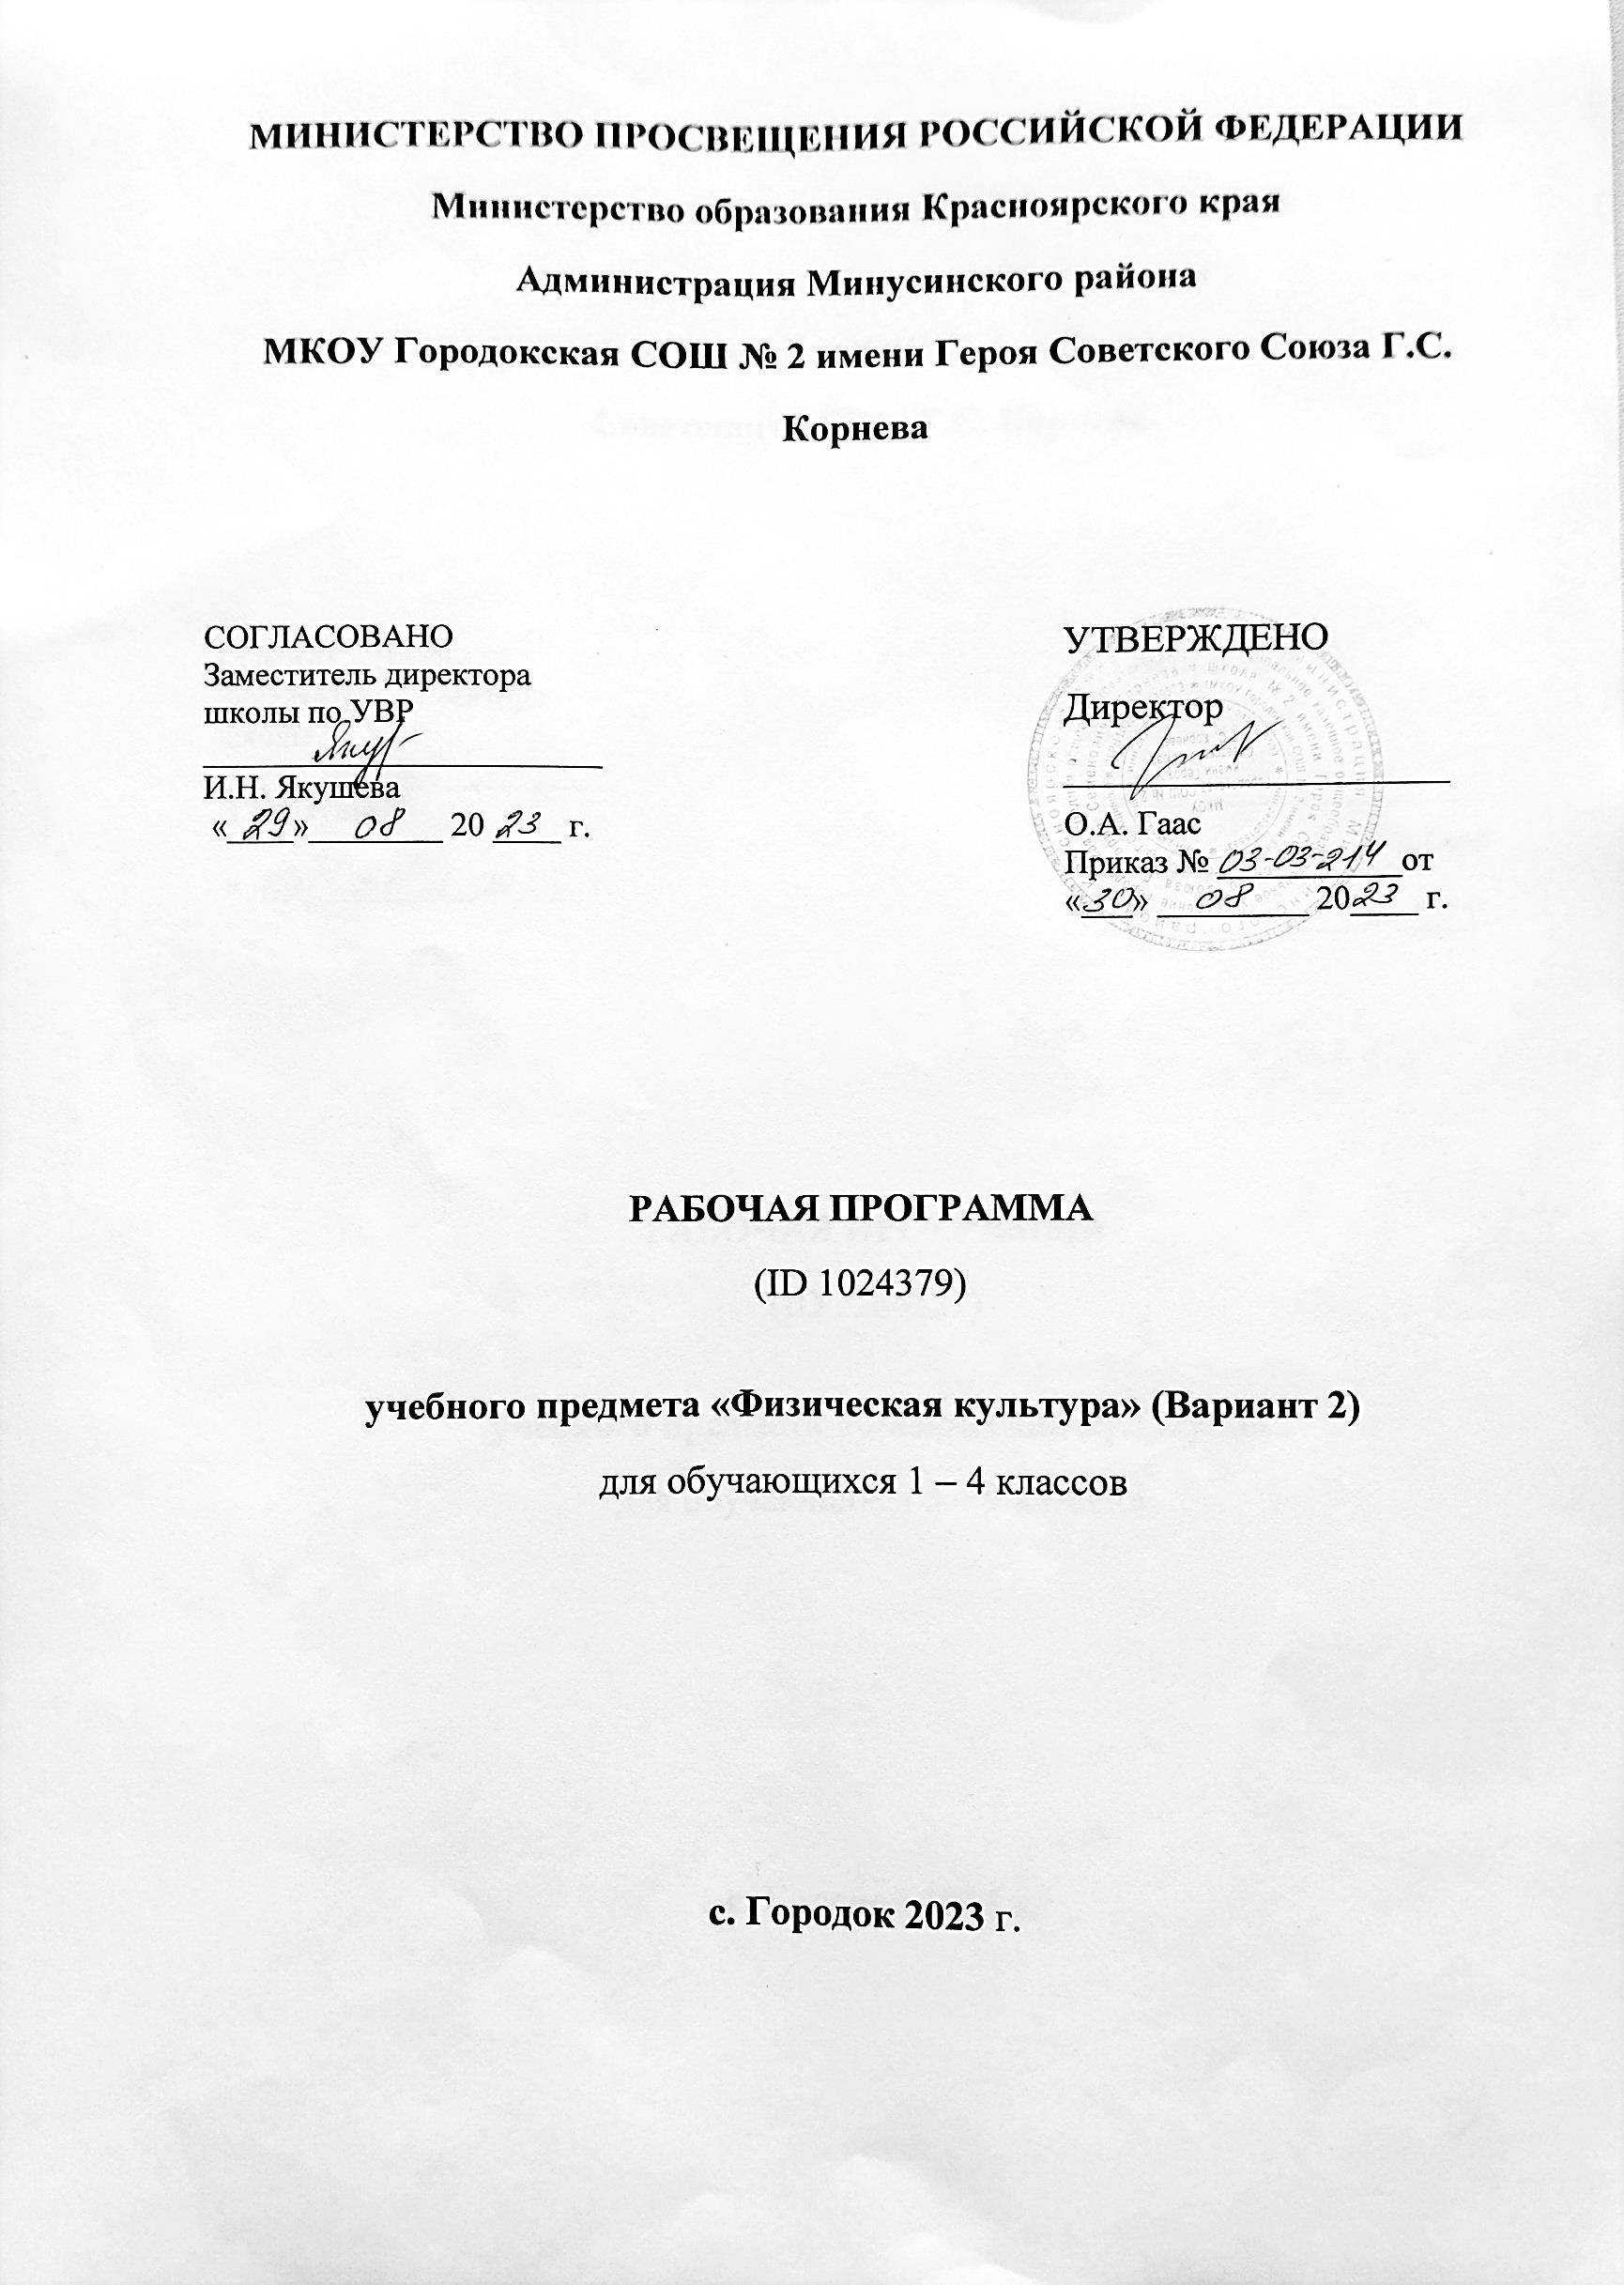 МИНИСТЕРСТВО ПРОСВЕЩЕНИЯ РОССИЙСКОЙ ФЕДЕРАЦИИ
Министерство образования Красноярского края
Администрация Минусинского района
МКОУ Городокская СОШ № 2 имени Героя Советского Союза Г.С.
Корнева
СОГЛАСОВАНО
Заместитель директора
школы по УВР
И.Н. Якушева
«29» 08 20 23 г.
УТВЕРЖДЕНО
Директор
О.А. Гаас
Приказ № 03-03-214 от
«30» 08 2023 г.
РАБОЧАЯ ПРОГРАММА
(ID 1024379)
учебного предмета «Физическая культура» (Вариант 2)
для обучающихся 1 – 4 классов
с. Городок 2023 г.